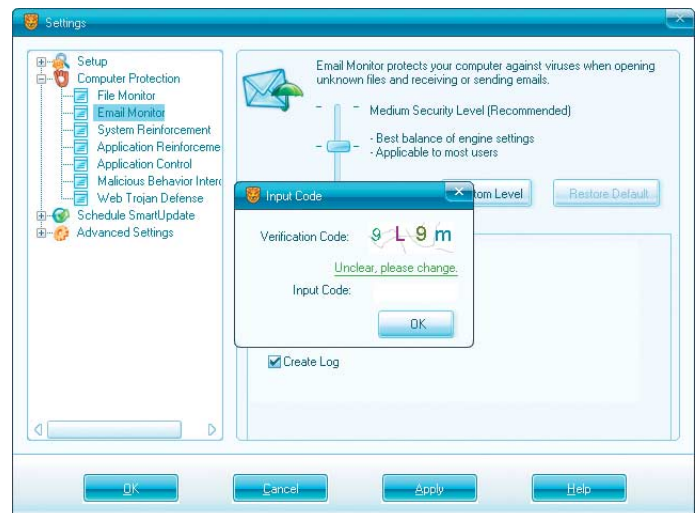 Settings
Setup
Computer Protection
File Monitor
Email Monitor
System Reinforcement
Application Reinforceme
Application Control
Malicious Behavior Interc
Web Trojan Defense
Schedule SmartUpdate
Advanced Settings
Email Monitor protects your computer against viruses when opening
unknown files and receiving or sending emails.
Medium Security Level (Recommended)
- Best balance of engine settings
- Applicable to most users
tom Level
Restore Default
Input Code
Verification Code: 9 L 9 m
Unclear, please change.
Input Code:
OK
Create Log
OK
Cancel
Apply
Help